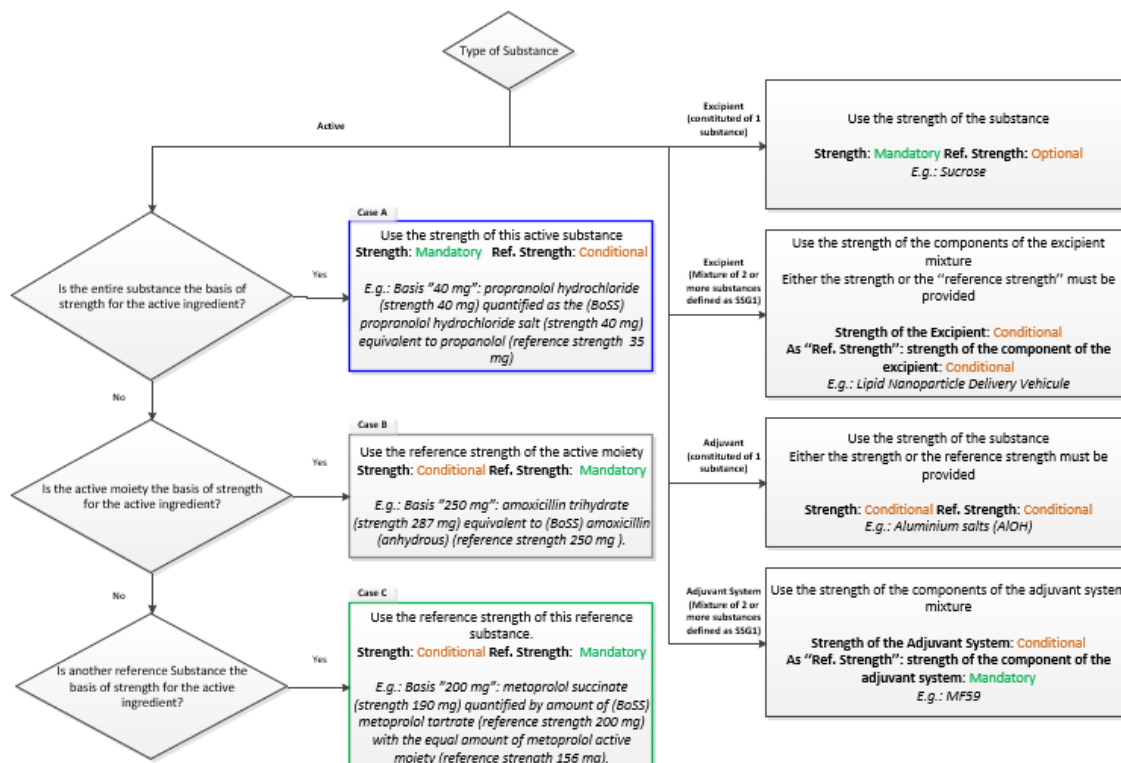 Type of Substance
Active
Excipient
(constituted of 1
substance)
Use the strength of the substance
Strength: Mandatory Ref. Strength: Optional
E.g.: Sucrose
Is the entire substance the basis of
strength for the active ingredient?
Yes
No
Case A
Use the strength of this active substance
Strength: Mandatory Ref. Strength: Conditional
E.g.: Basis "40 mg": propranolol hydrochloride
(strength 40 mg) quantified as the (BoSS)
propranolol hydrochloride salt (strength 40 mg)
equivalent to propanolol (reference strength 35
mg)
Excipient
(Mixture of 2 or
more substances
defined as SSG1)
Use the strength of the components of the excipient
mixture
Either the strength or the "reference strength" must be
provided
Strength of the Excipient: Conditional
As "Ref. Strength": strength of the component of the
excipient: Conditional
E.g.: Lipid Nanoparticle Delivery Vehicule
Is the active moiety the basis of strength
for the active ingredient?
Yes
No
Case B
Use the reference strength of the active moiety
Strength: Conditional Ref. Strength: Mandatory
E.g.: Basis "250 mg": amoxicillin trihydrate
(strength 287 mg) equivalent to (BoSS) amoxicillin
(anhydrous) (reference strength 250 mg ).
Adjuvant
(constituted of 1
substance)
Use the strength of the substance
Either the strength or the reference strength must be
provided
Strength: Conditional Ref. Strength: Conditional
E.g.: Aluminium salts (AlOH)
Is another reference Substance the
basis of strength for the active
ingredient?
Yes
Case C
Use the reference strength of this reference
substance.
Strength: Conditional Ref. Strength: Mandatory
E.g.: Basis "200 mg": metoprolol succinate
(strength 190 mg) quantified by amount of (BoSS)
metoprolol tartrate (reference strength 200 mg)
with the equal amount of metoprolol active
moiety (reference strength 156 mg).
Adjuvant System
(Mixture of 2 or
more substances
defined as SSG1)
Use the strength of the components of the adjuvant system
mixture
Strength of the Adjuvant System: Conditional
As "Ref. Strength": strength of the component of the
adjuvant system: Mandatory
E.g.: MF59